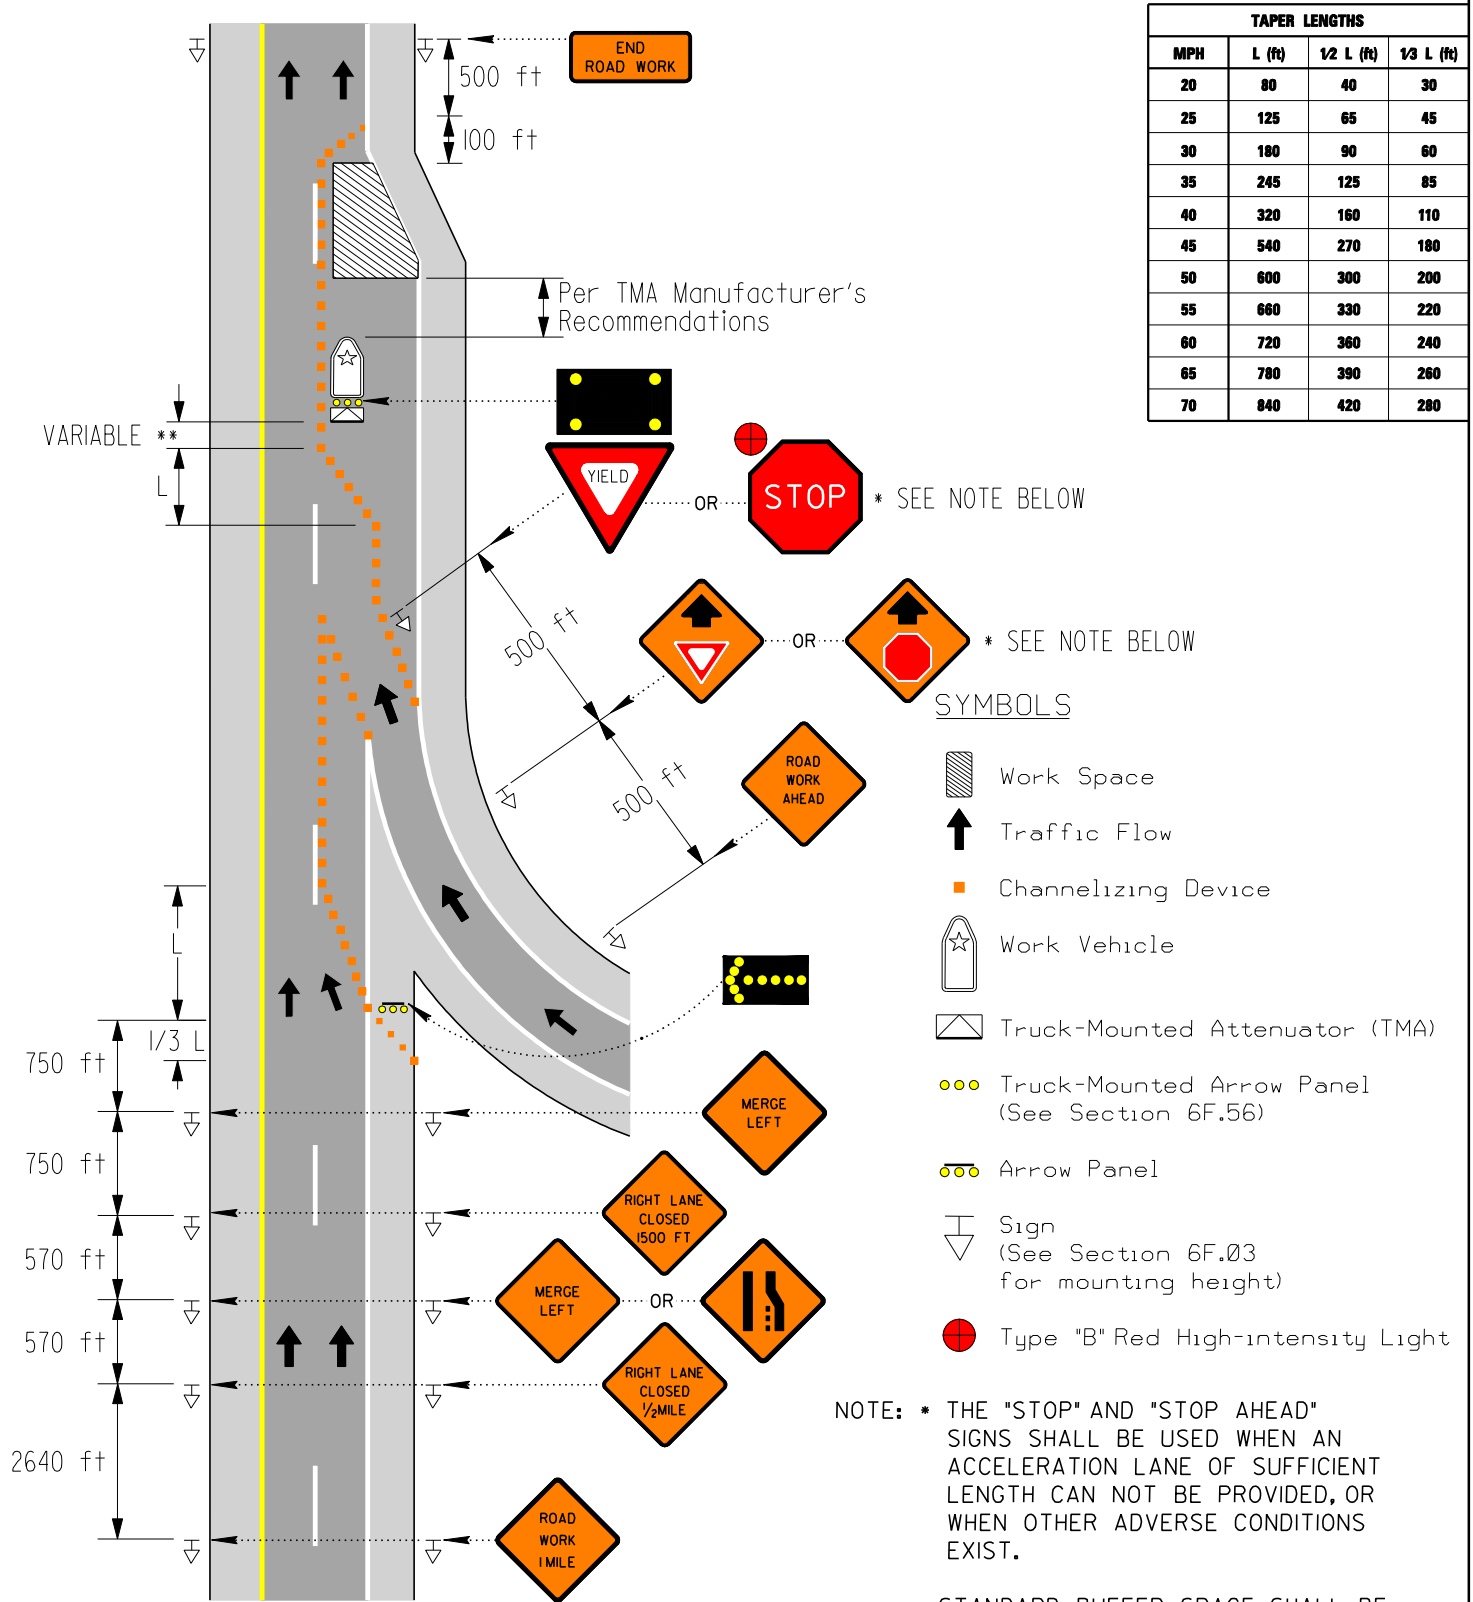 TAPER LENGTHS
MPH L (ft) 1/2 L (ft) 1/3 L (ft)
20 80 40 30
25 125 65 45
30 180 90 60
35 245 125 85
40 320 160 110
45 540 270 180
50 600 300 200
55 660 330 220
60 720 360 240
65 780 390 260
70 840 420 280
END
ROAD WORK
500 ft
100 ft
Per TMA Manufacturer's
Recommendations
VARIABLE **
L
YIELD
OR
STOP
* SEE NOTE BELOW
500 ft
OR
* SEE NOTE BELOW
500 ft
ROAD
WORK
AHEAD
L
1/3 L
750 ft
MERGE
LEFT
750 ft
RIGHT LANE
CLOSED
1500 FT
570 ft
MERGE
LEFT
OR
570 ft
RIGHT LANE
CLOSED
1/2 MILE
2640 ft
ROAD
WORK
1 MILE
SYMBOLS
Work Space
Traffic Flow
Channelizing Device
Work Vehicle
Truck-Mounted Attenuator (TMA)
Truck-Mounted Arrow Panel
(See Section 6F.56)
Arrow Panel
Sign
(See Section 6F.03
for mounting height)
Type "B" Red High-intensity Light
NOTE: * THE "STOP" AND "STOP AHEAD"
SIGNS SHALL BE USED WHEN AN
ACCELERATION LANE OF SUFFICIENT
LENGTH CAN NOT BE PROVIDED, OR
WHEN OTHER ADVERSE CONDITIONS
EXIST.
STANDARD BUFFER SPACE SHALL BE